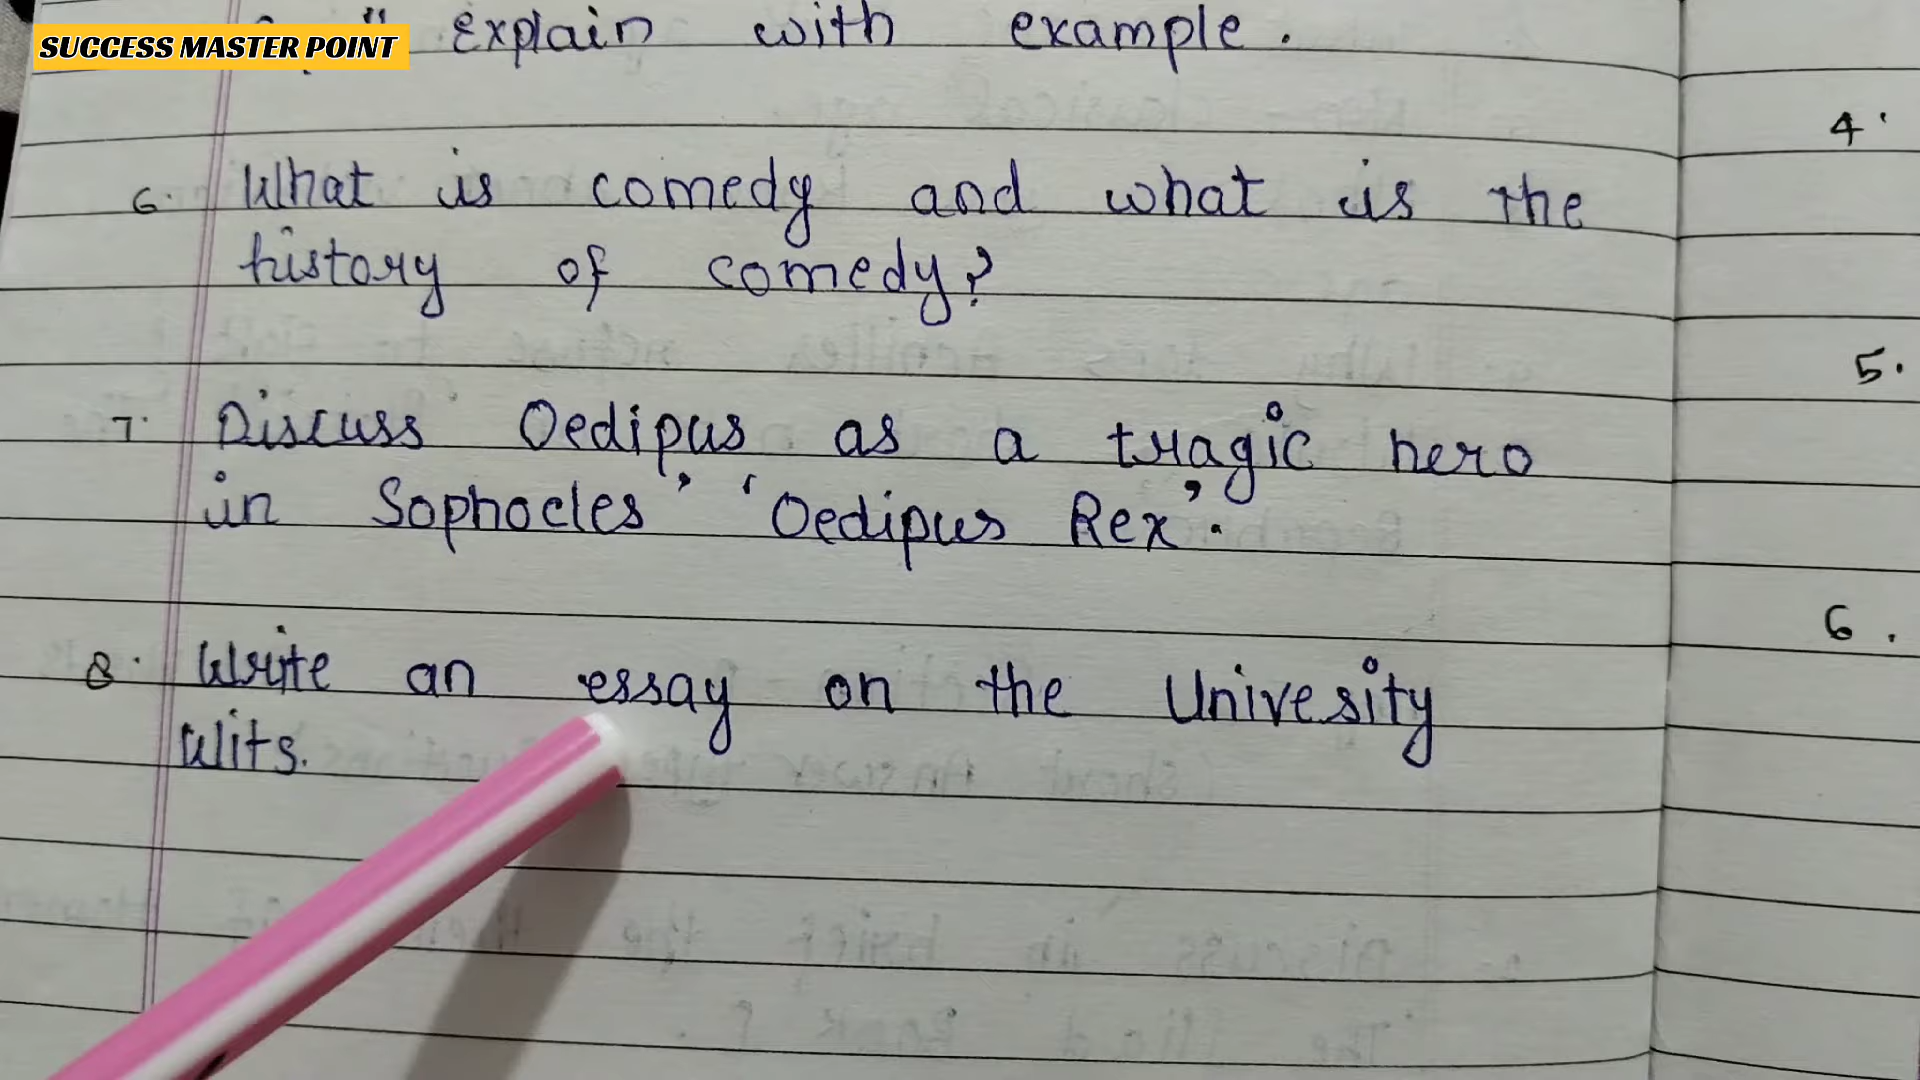 SUCCESS MASTER POINT
explain with example.
6. What is comedy and what is the
history of comedy?
7. Discuss Oedipus as a tragic hero
in Sophocles' 'Oedipus Rex'.
8. Write an essay on the Univesity
Wits.
4.
5.
6.